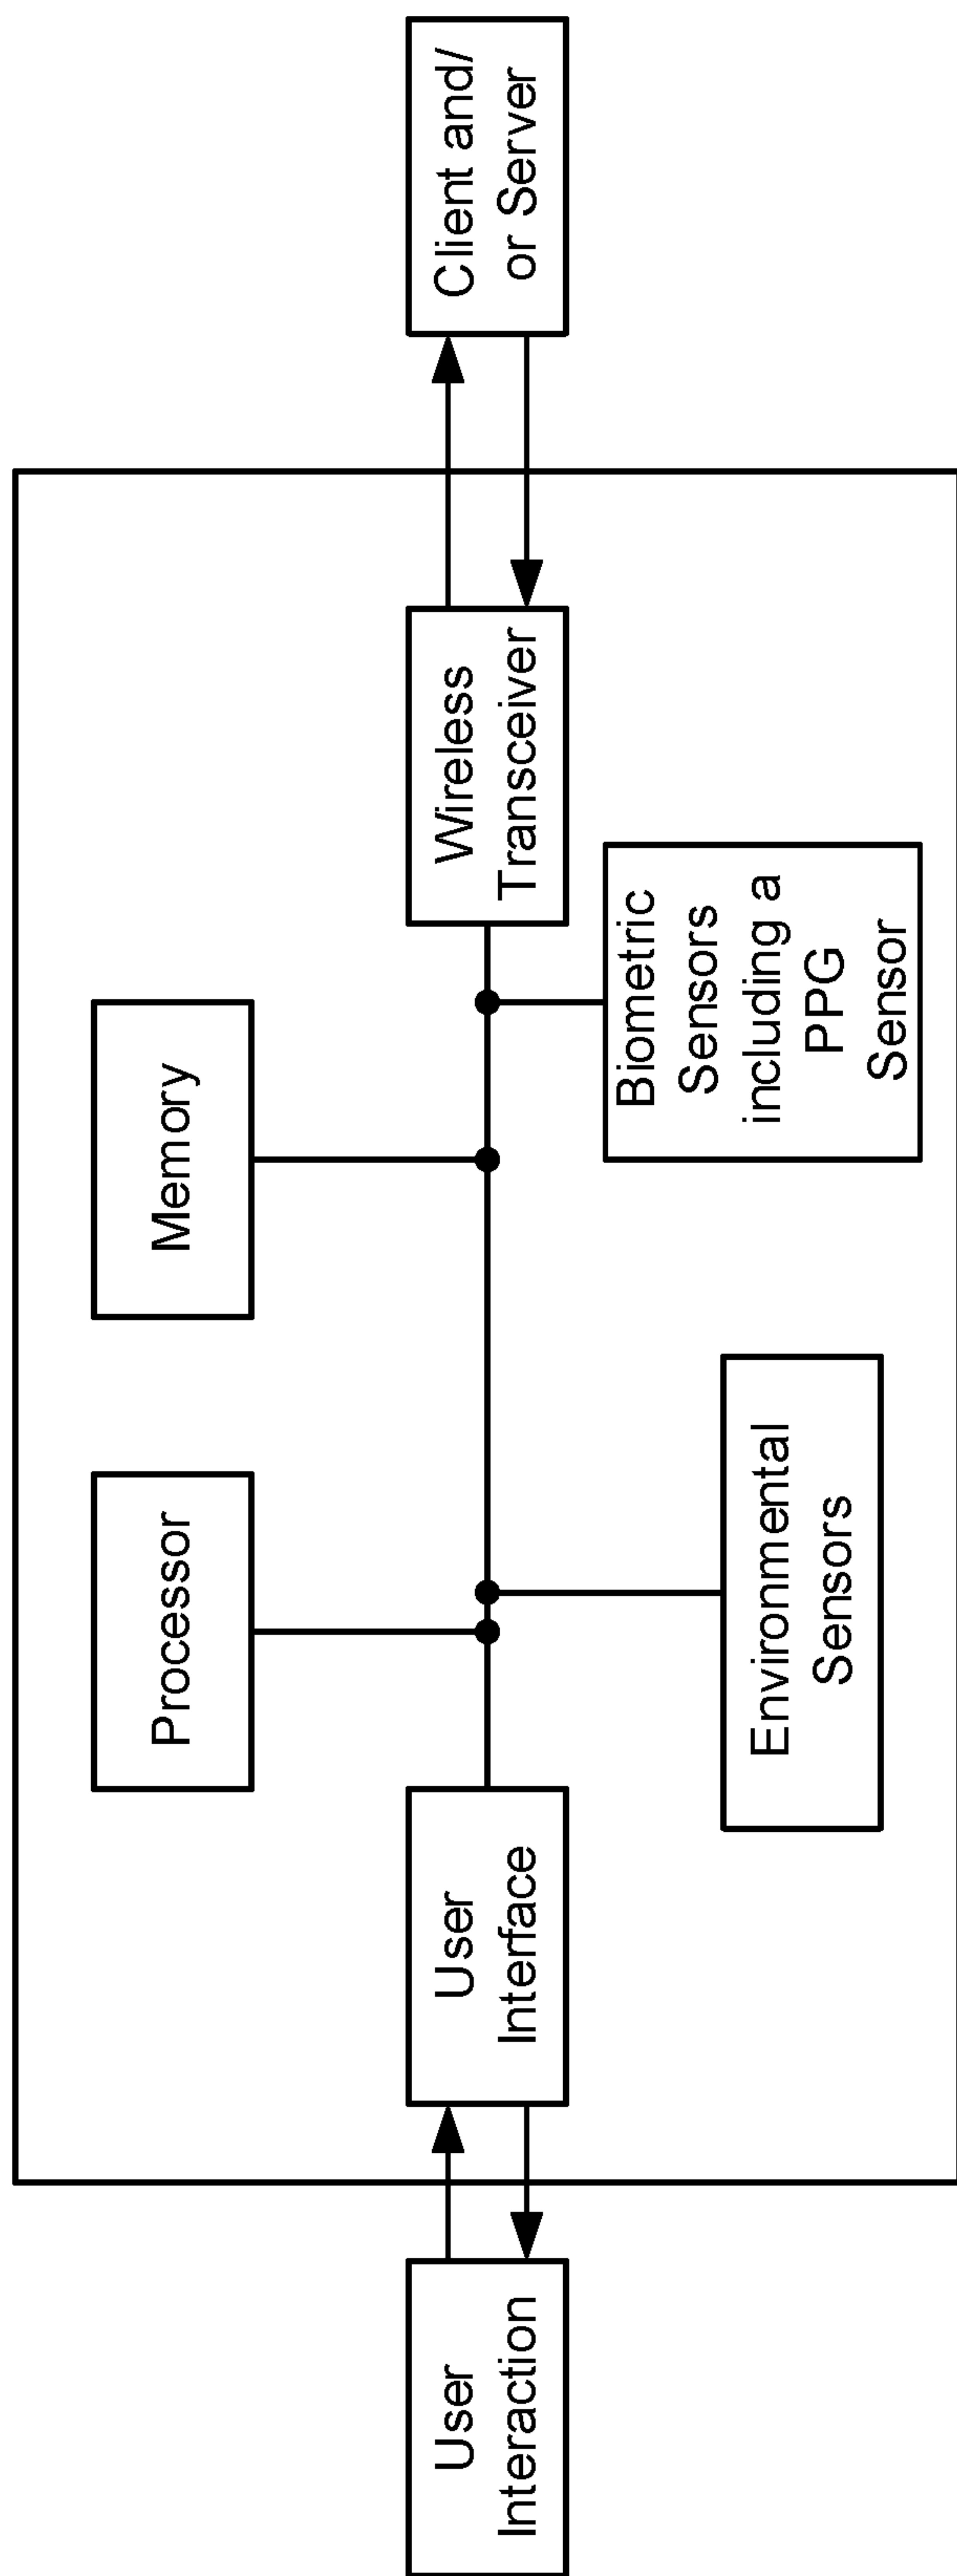 Processor
Memory
User
Interaction
User
Interface
Wireless
Transceiver
Client and/
or Server
Environmental
Sensors
Biometric
Sensors
including a
PPG
Sensor